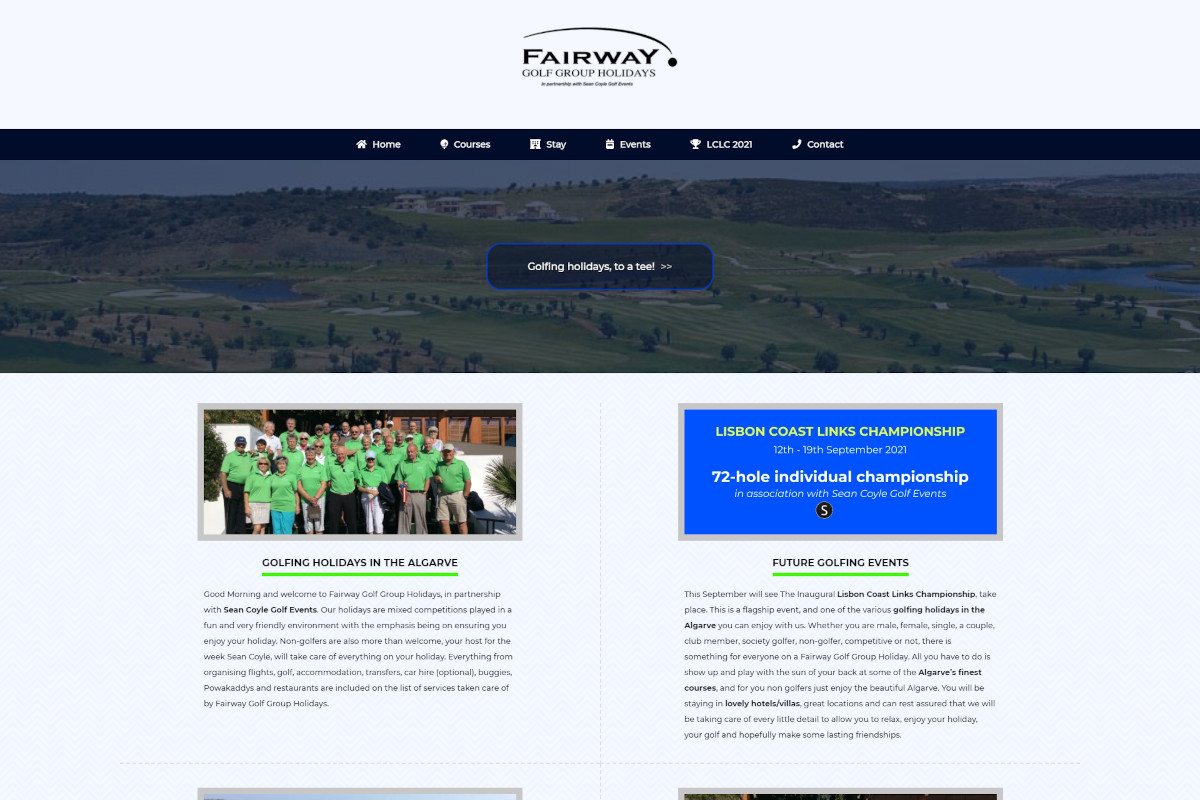 FAIRWAY
GOLF GROUP HOLIDAYS
in partnership with Sean Coyle Golf Events
Home
Courses
Stay
Events
LCLC 2021
Contact
Golfing holidays, to a tee! >>
LISBON COAST LINKS CHAMPIONSHIP
12th - 19th September 2021
72-hole individual championship
in association with Sean Coyle Golf Events
S
GOLFING HOLIDAYS IN THE ALGARVE
Good Morning and welcome to Fairway Golf Group Holidays, in partnership
with Sean Coyle Golf Events. Our holidays are mixed competitions played in a
fun and very friendly environment with the emphasis being on ensuring you
enjoy your holiday. Non-golfers are also more than welcome, your host for the
week Sean Coyle, will take care of everything on your holiday. Everything from
organising flights, golf, accommodation, transfers, car hire (optional), buggies,
Powakaddys and restaurants are included on the list of services taken care of
by Fairway Golf Group Holidays.
FUTURE GOLFING EVENTS
This September will see The Inaugural Lisbon Coast Links Championship, take
place. This is a flagship event, and one of the various golfing holidays in the
Algarve you can enjoy with us. Whether you are male, female, single, a couple,
club member, society golfer, non-golfer, competitive or not, there is
something for everyone on a Fairway Golf Group Holiday. All you have to do is
show up and play with the sun of your back at some of the Algarve's finest
courses, and for you non golfers just enjoy the beautiful Algarve. You will be
staying in lovely hotels/villas, great locations and can rest assured that we will
be taking care of every little detail to allow you to relax, enjoy your holiday,
your golf and hopefully make some lasting friendships.